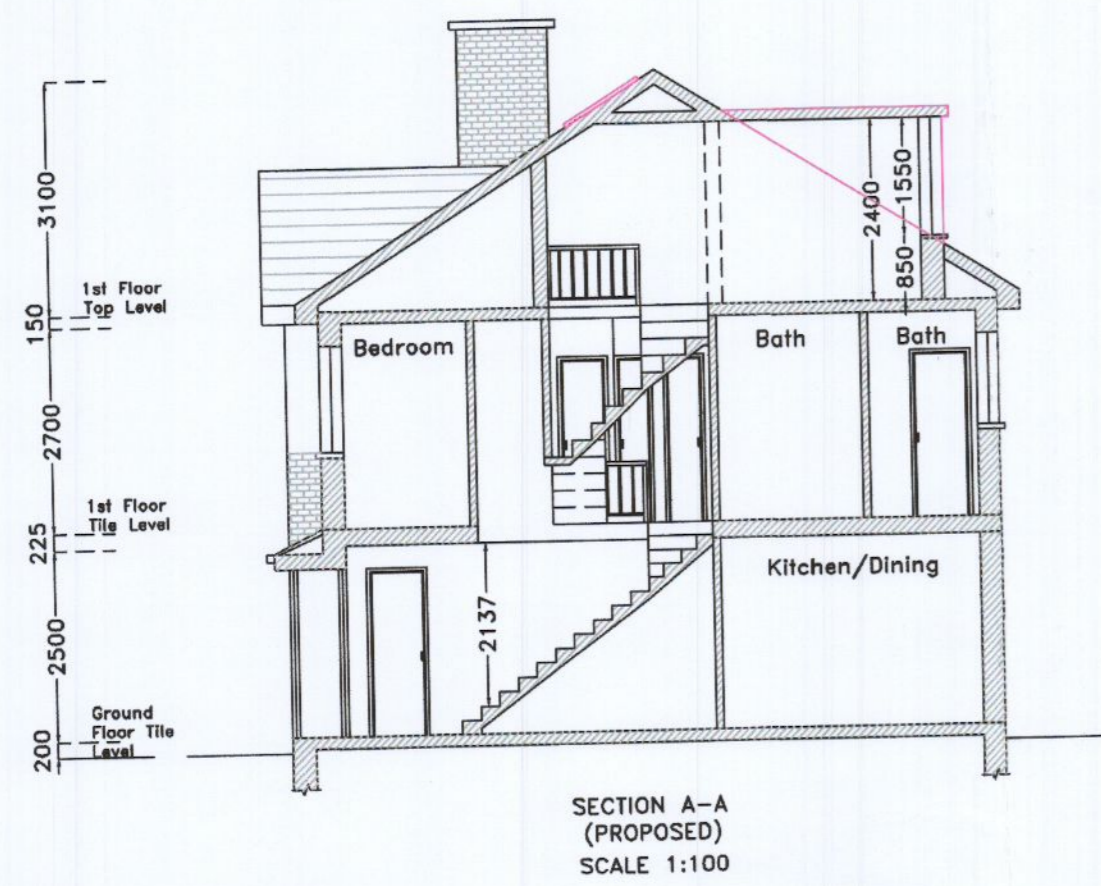 3100
1st Floor
Top Level
150
2700
1st Floor
Tile Level
225
2500
Ground
Floor Tile
Level
200
2400
1550
850
Bedroom
Bath
Bath
2137
Kitchen/Dining
SECTION A-A
(PROPOSED)
SCALE 1:100